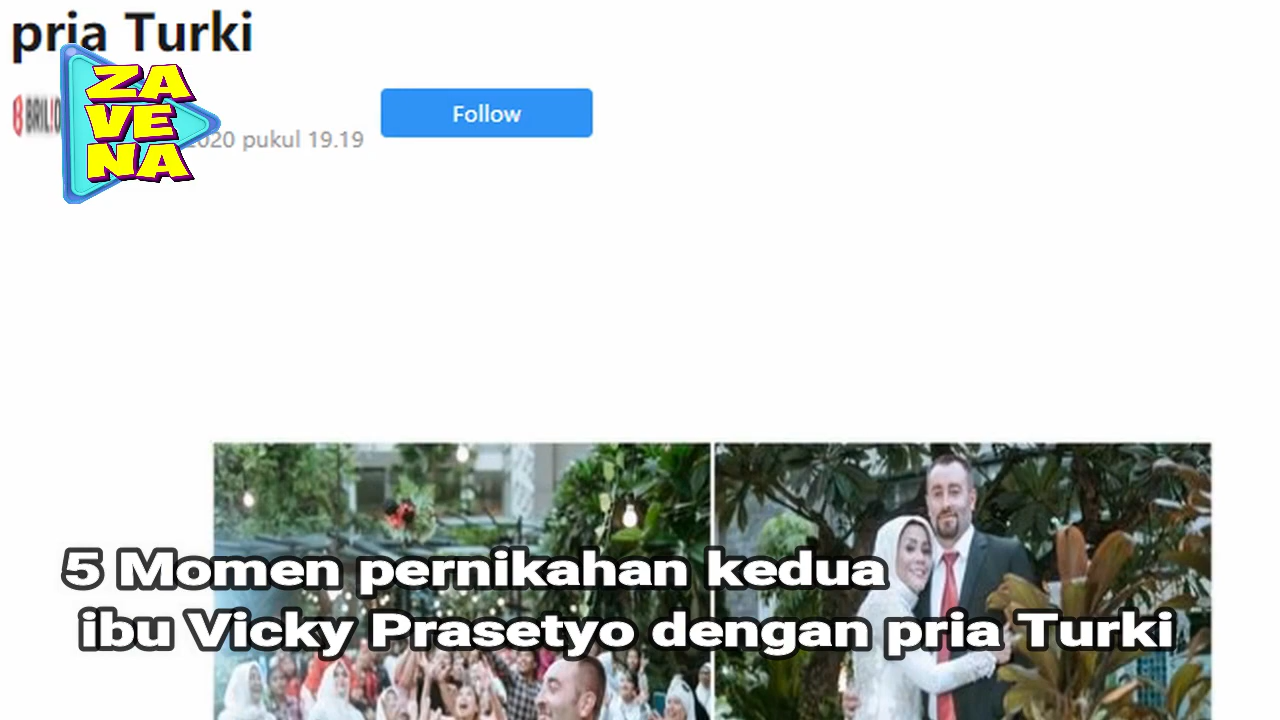 pria Turki
ZA
VE
NA
BRIL!O
2020 pukul 19.19
Follow
5 Momen pernikahan kedua
ibu Vicky Prasetyo dengan pria Turki